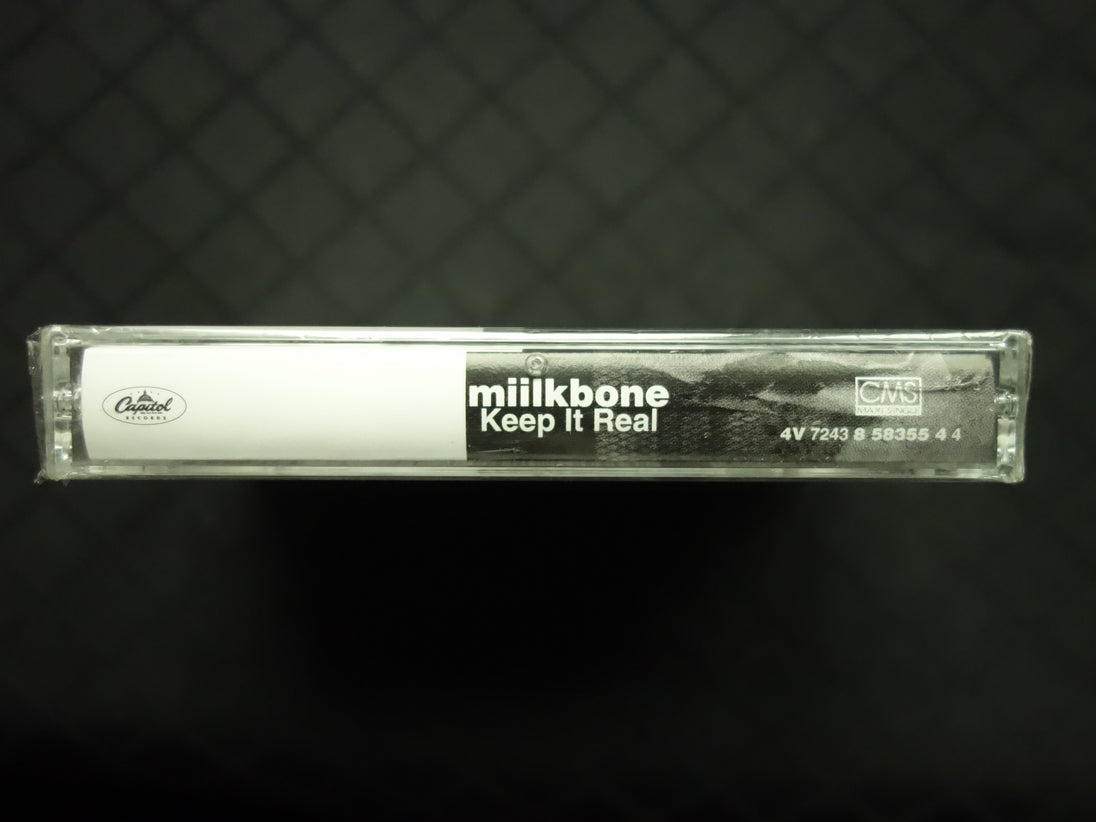 Capitol
RECORDS
miilkbone
Keep It Real
CMS
MAXI-SINGLE
4V 7243 8 58355 4 4